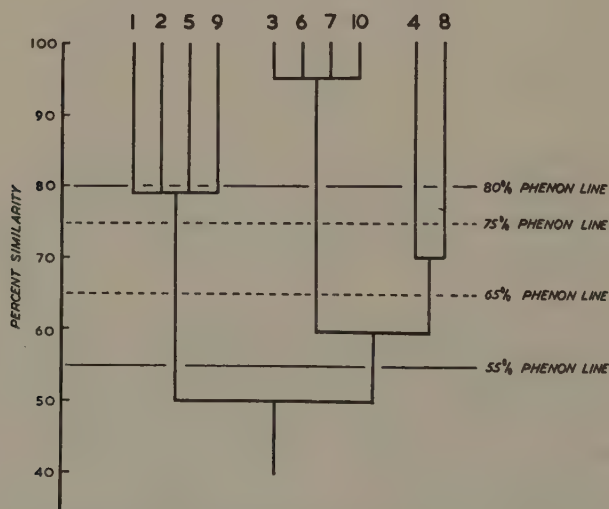 1 2 5 9 3 6 7 10 4 8
100
90
80
70
60
50
40
PERCENT SIMILARITY
80% PHENON LINE
75% PHENON LINE
65% PHENON LINE
55% PHENON LINE